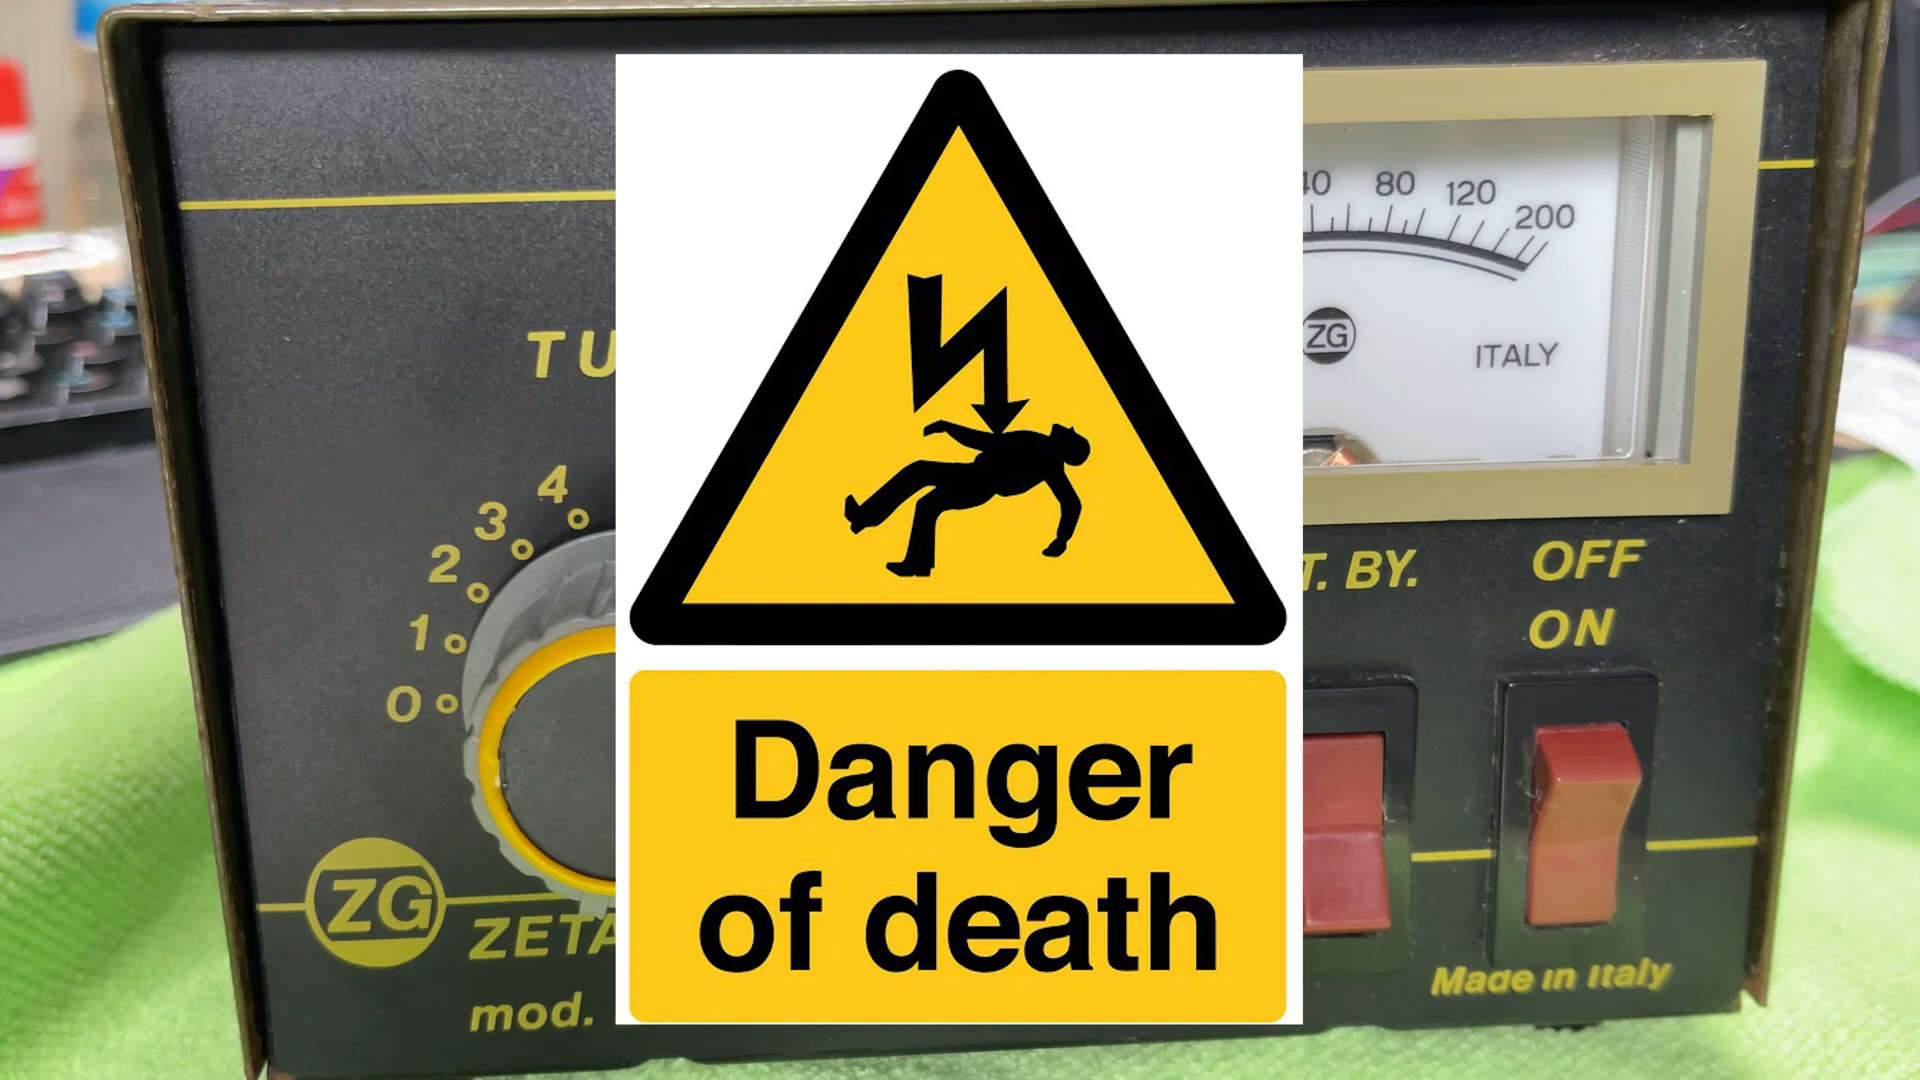 40 80 120 200
ZG
ITALY
TU
4
3
2
1
0
T. BY.
OFF
ON
Danger
of death
ZG
ZETA
mod.
Made in Italy